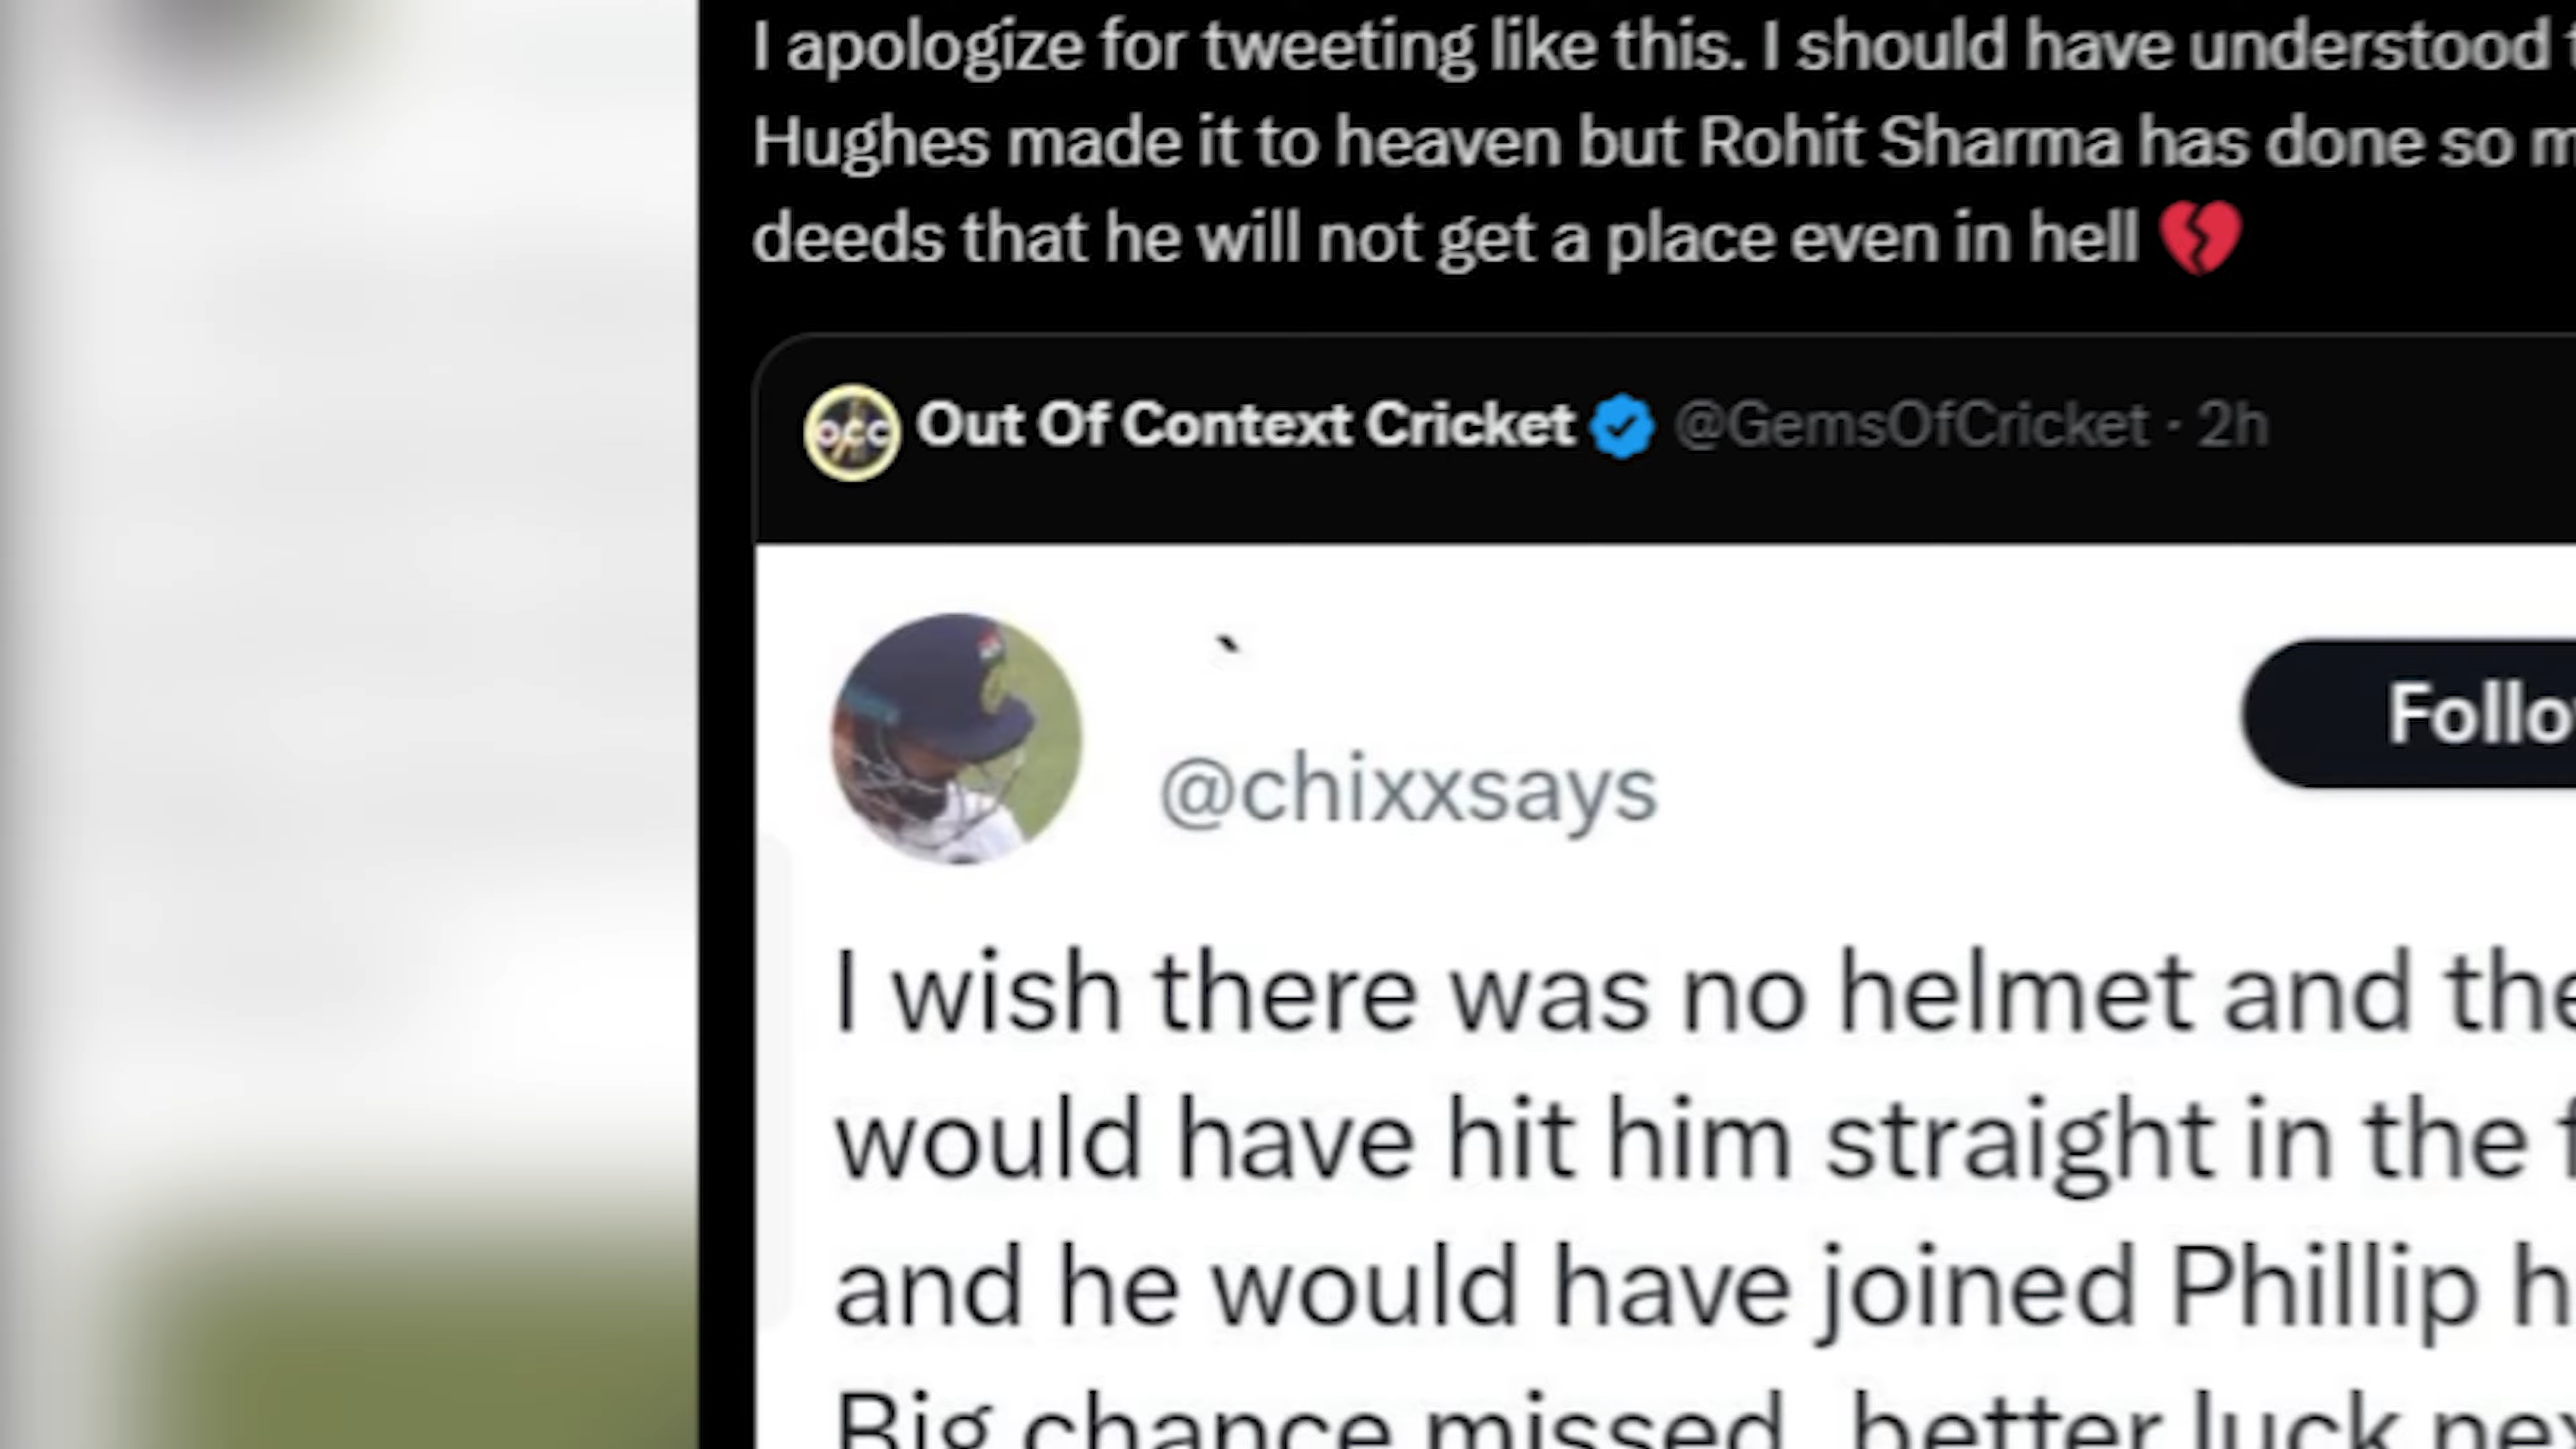 I apologize for tweeting like this. I should have understood
Hughes made it to heaven but Rohit Sharma has done so
deeds that he will not get a place even in hell 💔
occ Out Of Context Cricket @GemsOfCricket · 2h
`
Follo
@chixxsays
I wish there was no helmet and the
would have hit him straight in the
and he would have joined Phillip h
Big chance missed, better luck nex